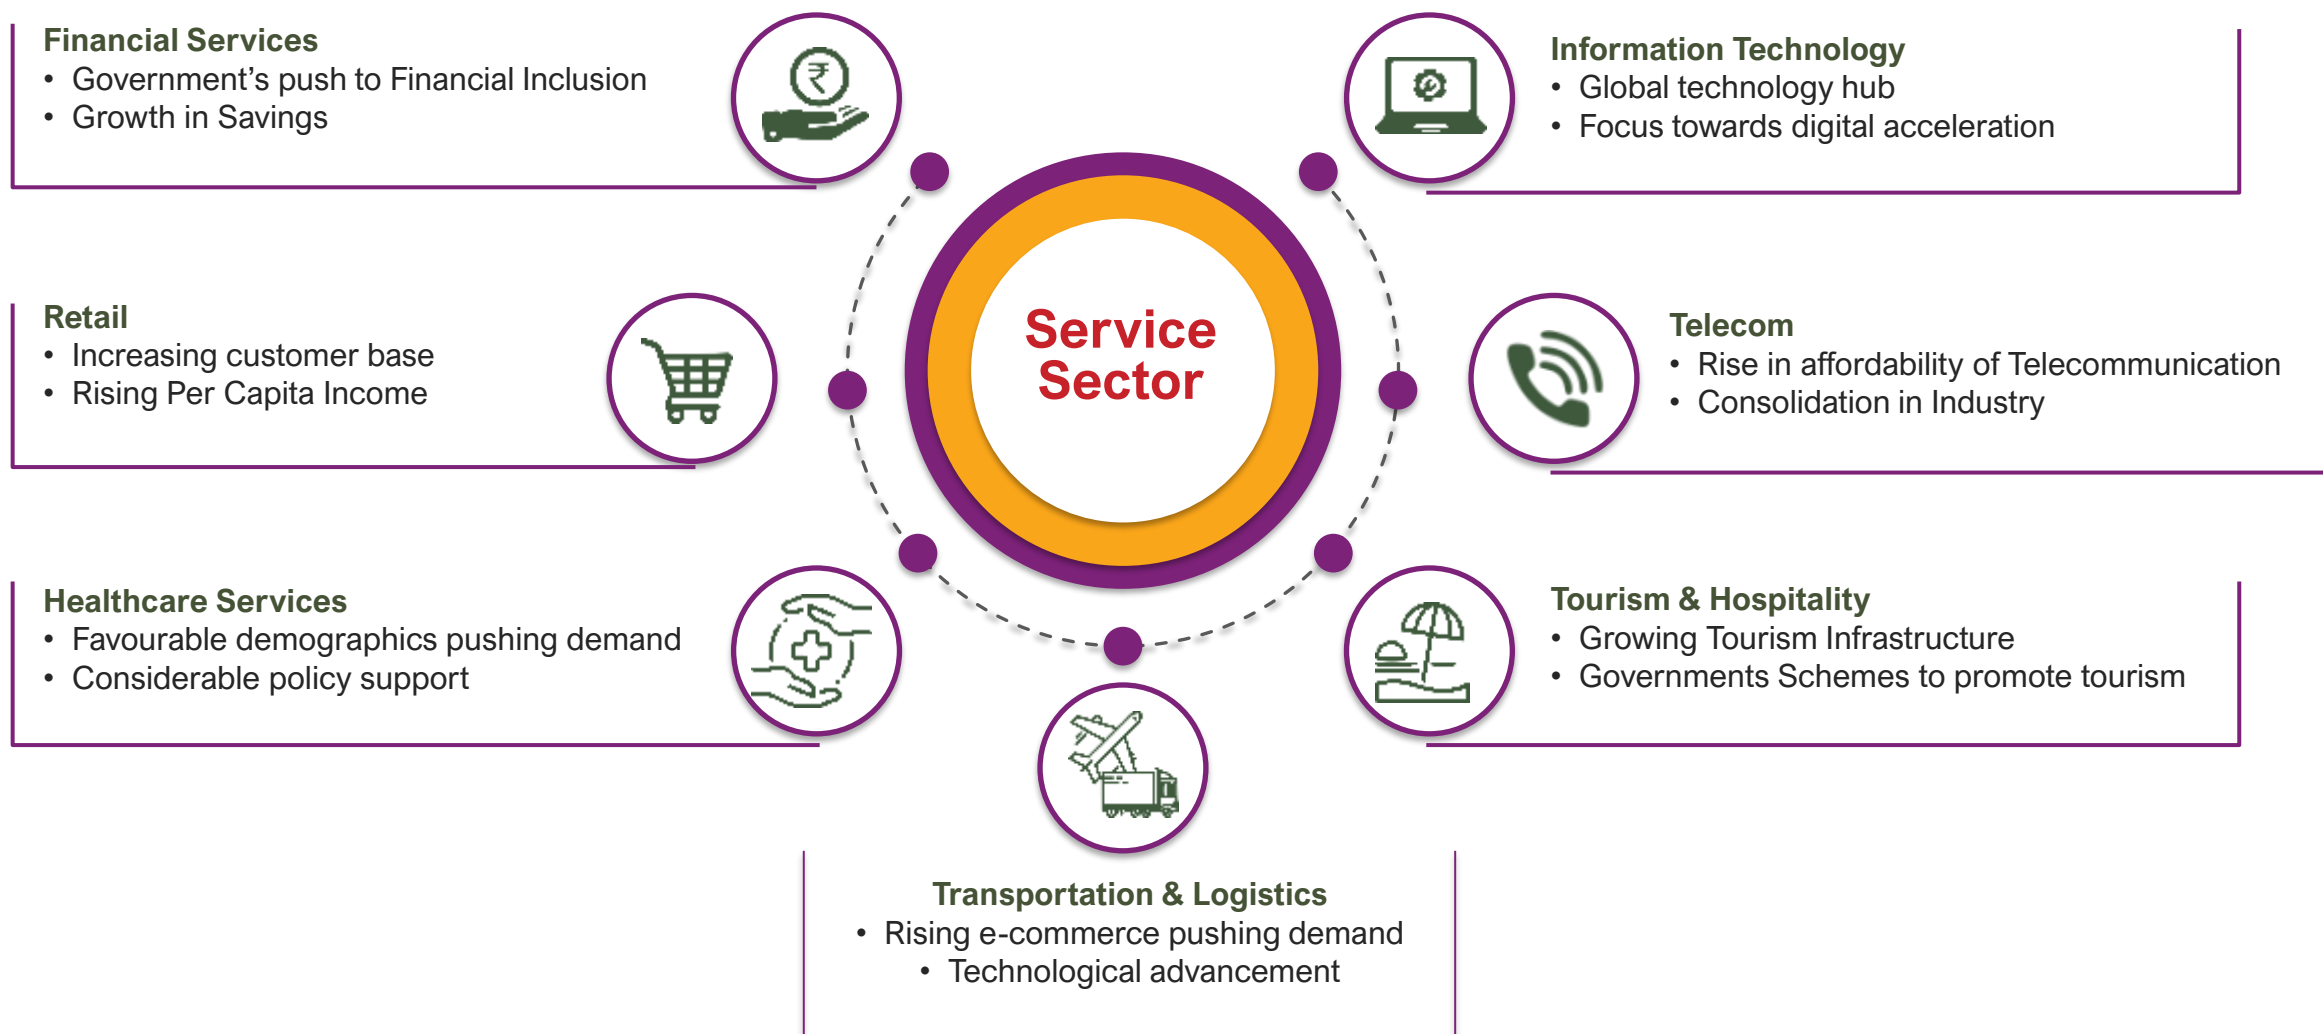 Financial Services
• Government’s push to Financial Inclusion
• Growth in Savings
Information Technology
• Global technology hub
• Focus towards digital acceleration
Service
Sector
Retail
• Increasing customer base
• Rising Per Capita Income
Telecom
• Rise in affordability of Telecommunication
• Consolidation in Industry
Healthcare Services
• Favourable demographics pushing demand
• Considerable policy support
Tourism & Hospitality
• Growing Tourism Infrastructure
• Governments Schemes to promote tourism
Transportation & Logistics
• Rising e-commerce pushing demand
• Technological advancement